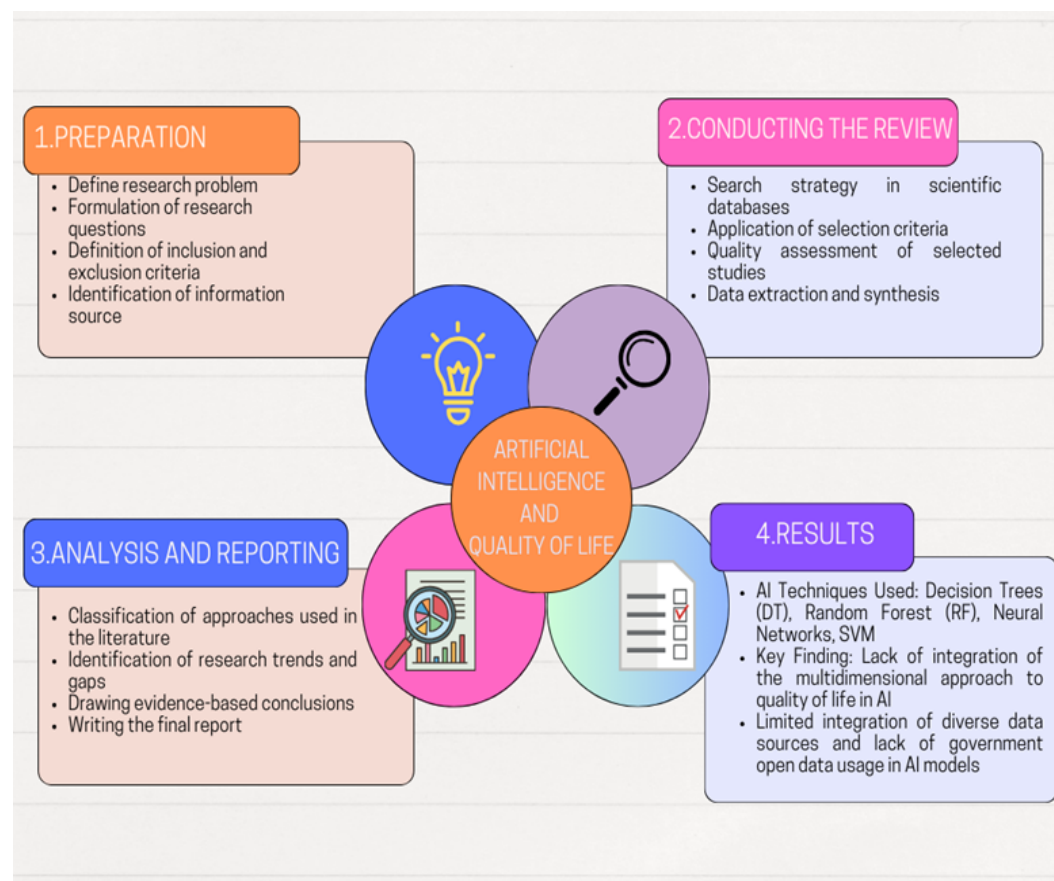 1.PREPARATION
• Define research problem
• Formulation of research
questions
• Definition of inclusion and
exclusion criteria
• Identification of information
source
2.CONDUCTING THE REVIEW
• Search strategy in scientific
databases
• Application of selection criteria
• Quality assessment of selected
studies
• Data extraction and synthesis
ARTIFICIAL
INTELLIGENCE
AND
QUALITY OF LIFE
3.ANALYSIS AND REPORTING
• Classification of approaches used in
the literature
• Identification of research trends and
gaps
• Drawing evidence-based conclusions
• Writing the final report
4.RESULTS
• AI Techniques Used: Decision Trees
(DT), Random Forest (RF), Neural
Networks, SVM
• Key Finding: Lack of integration of
the multidimensional approach to
quality of life in AI
• Limited integration of diverse data
sources and lack of government
open data usage in AI models